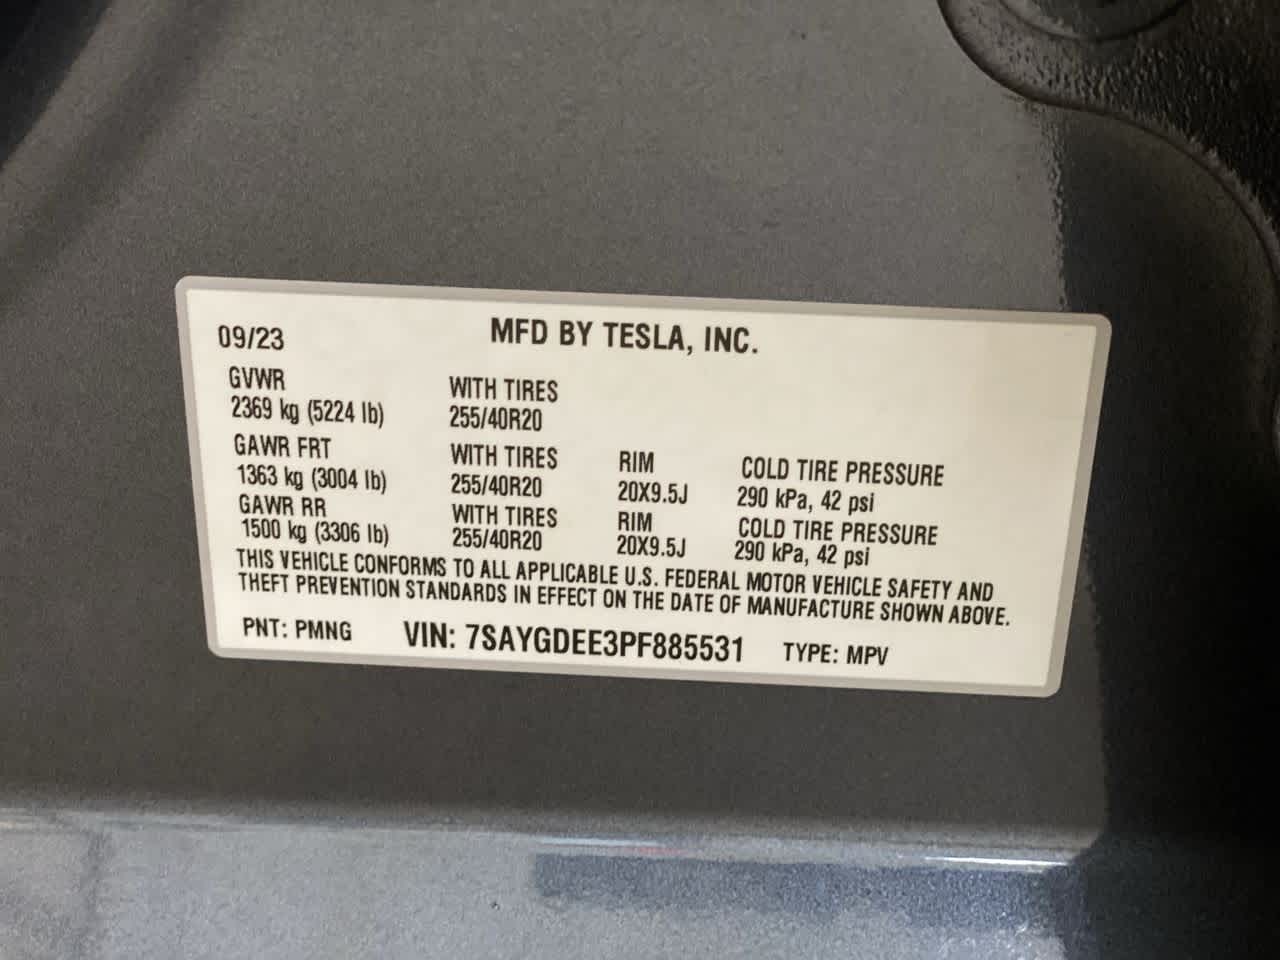 09/23 MFD BY TESLA, INC.
GVWR WITH TIRES
2369 kg (5224 lb) 255/40R20
GAWR FRT WITH TIRES RIM COLD TIRE PRESSURE
1363 kg (3004 lb) 255/40R20 20X9.5J 290 kPa, 42 psi
GAWR RR WITH TIRES RIM COLD TIRE PRESSURE
1500 kg (3306 lb) 255/40R20 20X9.5J 290 kPa, 42 psi
THIS VEHICLE CONFORMS TO ALL APPLICABLE U.S. FEDERAL MOTOR VEHICLE SAFETY AND
THEFT PREVENTION STANDARDS IN EFFECT ON THE DATE OF MANUFACTURE SHOWN ABOVE.
PNT: PMNG VIN: 7SAYGDEE3PF885531 TYPE: MPV